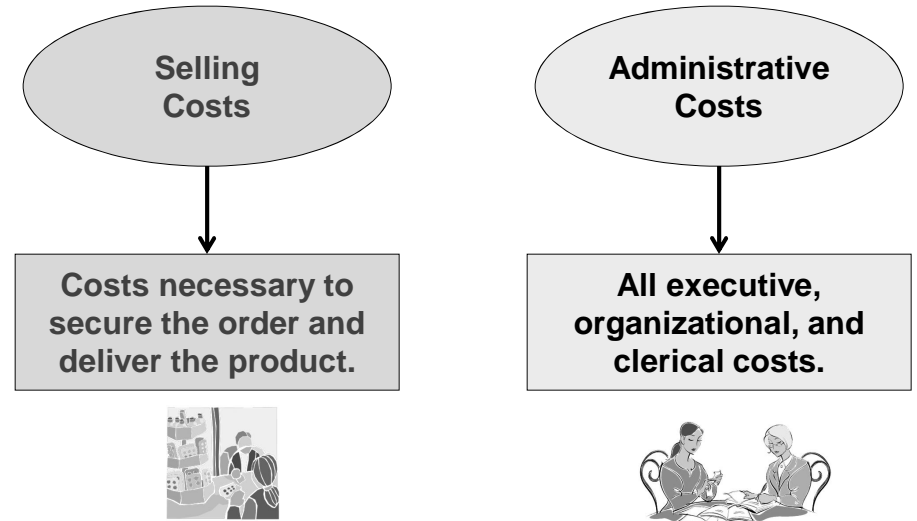 Selling
Costs
Administrative
Costs
Costs necessary to
secure the order and
deliver the product.
All executive,
organizational, and
clerical costs.